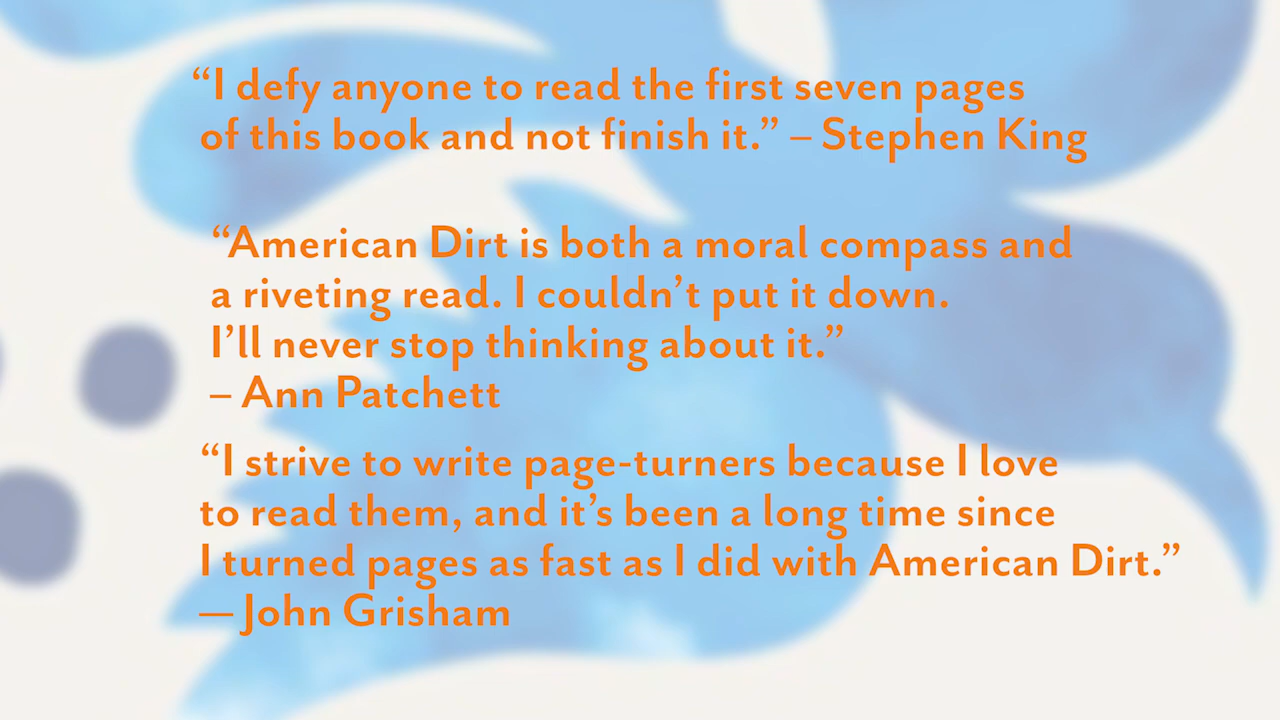 “I defy anyone to read the first seven pages
of this book and not finish it.” – Stephen King
“American Dirt is both a moral compass and
a riveting read. I couldn’t put it down.
I’ll never stop thinking about it.”
– Ann Patchett
“I strive to write page-turners because I love
to read them, and it’s been a long time since
I turned pages as fast as I did with American Dirt.”
— John Grisham